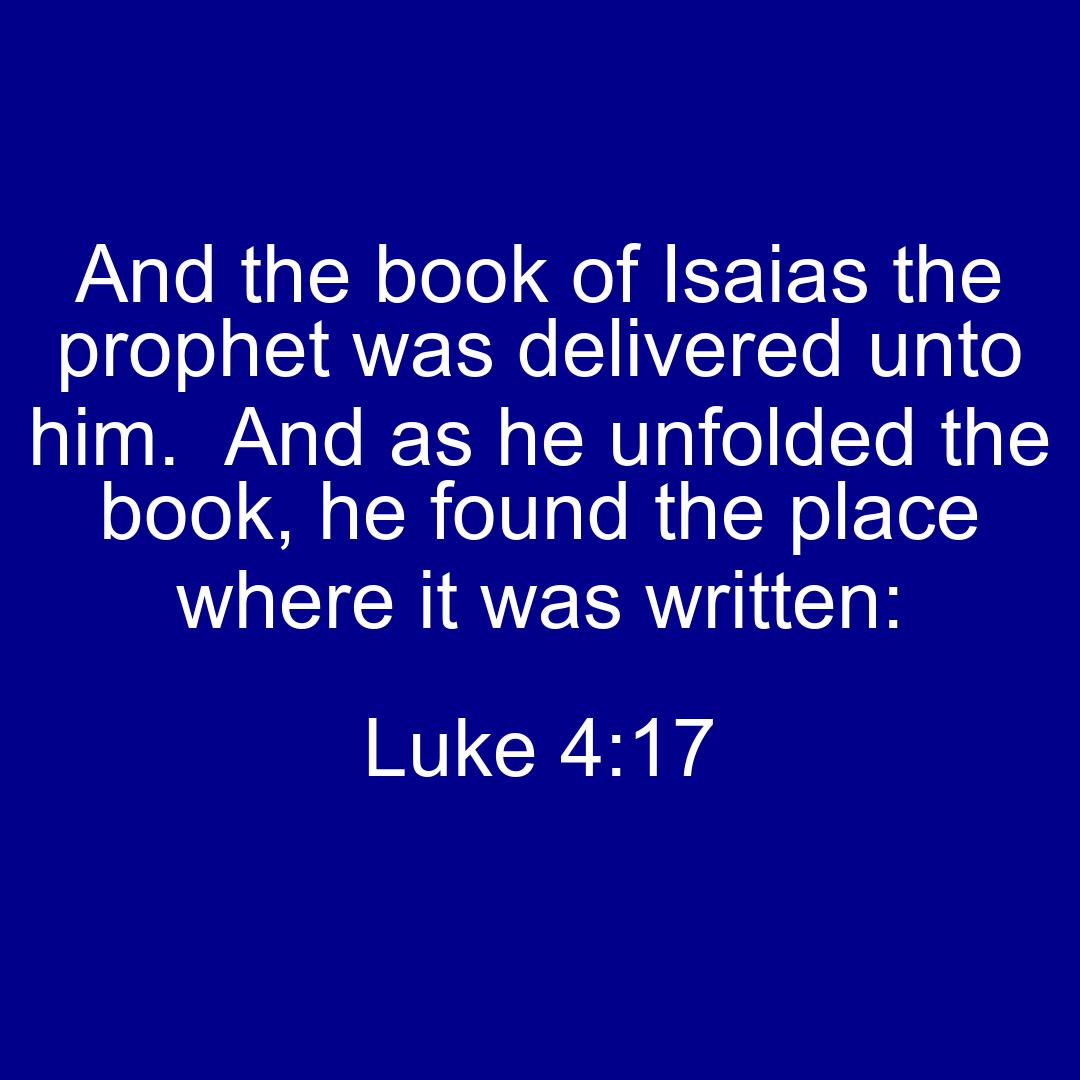 And the book of Isaias the
prophet was delivered unto
him.  And as he unfolded the
book, he found the place
where it was written:
Luke 4:17